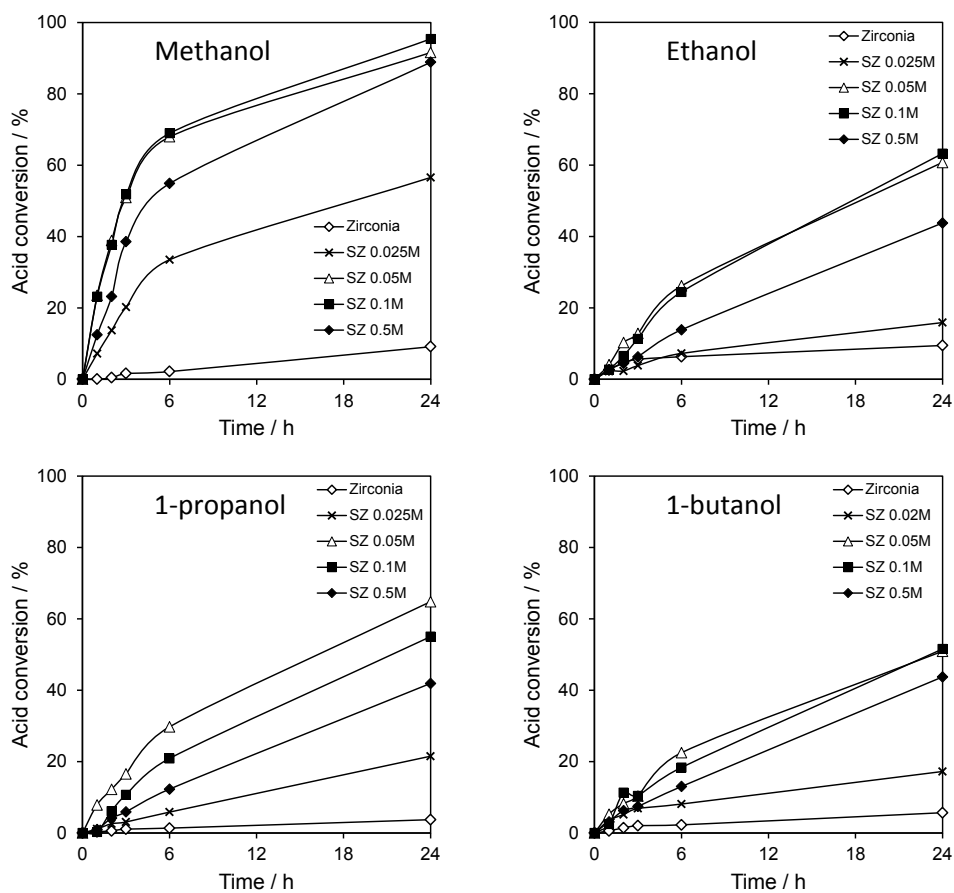 Methanol
Acid conversion / %
100
80
60
40
20
0
Zirconia
SZ 0.025M
SZ 0.05M
SZ 0.1M
SZ 0.5M
0 6 12 18 24
Time / h
Ethanol
Acid conversion / %
100
80
60
40
20
0
Zirconia
SZ 0.025M
SZ 0.05M
SZ 0.1M
SZ 0.5M
0 6 12 18 24
Time / h
1-propanol
Acid conversion / %
100
80
60
40
20
0
Zirconia
SZ 0.025M
SZ 0.05M
SZ 0.1M
SZ 0.5M
0 6 12 18 24
Time / h
1-butanol
Acid conversion / %
100
80
60
40
20
0
Zirconia
SZ 0.02M
SZ 0.05M
SZ 0.1M
SZ 0.5M
0 6 12 18 24
Time / h